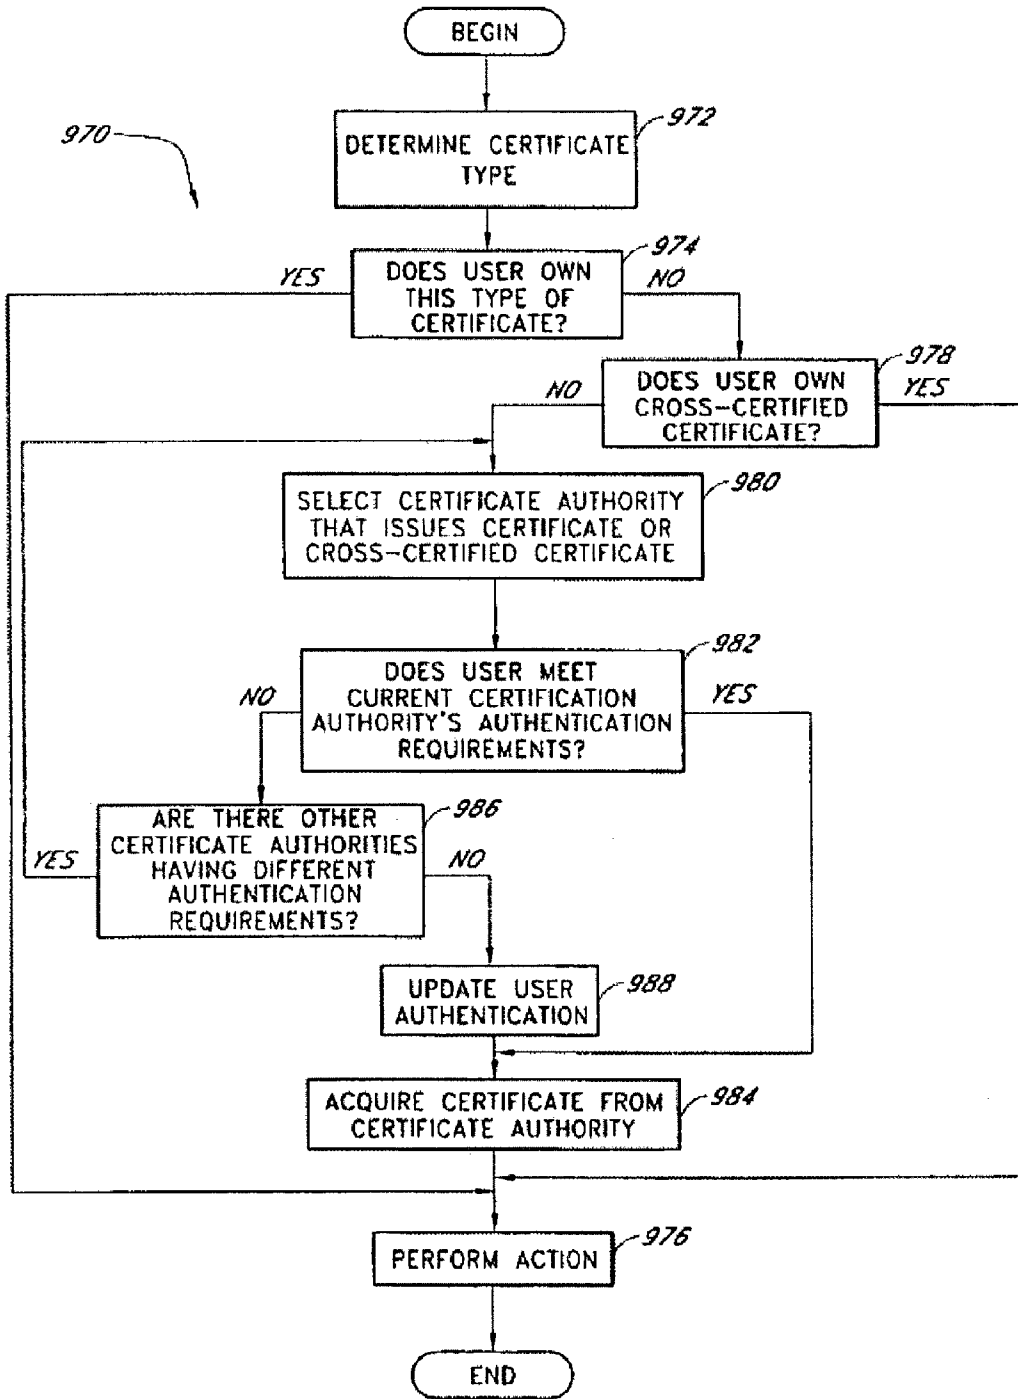 BEGIN
972
DETERMINE CERTIFICATE
TYPE
970
974
YES
DOES USER OWN
THIS TYPE OF
CERTIFICATE?
NO
978
NO
DOES USER OWN
CROSS-CERTIFIED
CERTIFICATE?
YES
980
SELECT CERTIFICATE AUTHORITY
THAT ISSUES CERTIFICATE OR
CROSS-CERTIFIED CERTIFICATE
982
NO
DOES USER MEET
CURRENT CERTIFICATION
AUTHORITY'S AUTHENTICATION
REQUIREMENTS?
YES
986
YES
ARE THERE OTHER
CERTIFICATE AUTHORITIES
HAVING DIFFERENT
AUTHENTICATION
REQUIREMENTS?
NO
UPDATE USER
AUTHENTICATION
988
ACQUIRE CERTIFICATE FROM
CERTIFICATE AUTHORITY
984
PERFORM ACTION
976
END